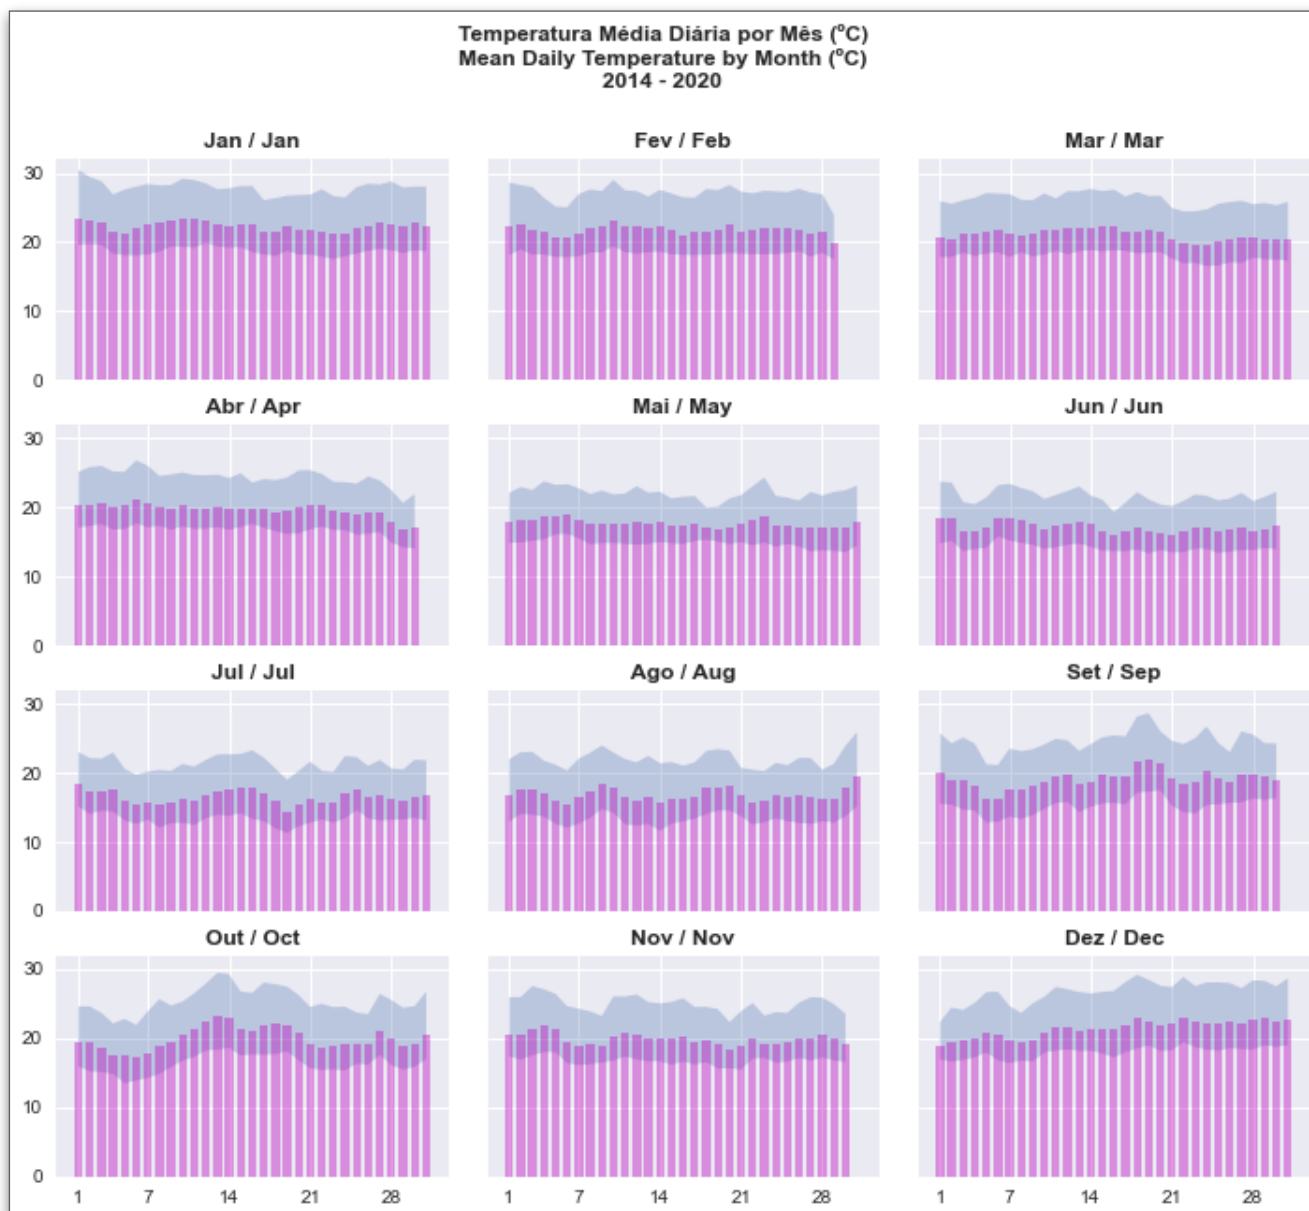 Temperatura Média Diária por Mês (ºC)
Mean Daily Temperature by Month (ºC)
2014 - 2020
Jan / Jan
Fev / Feb
Mar / Mar
30
20
10
0
Abr / Apr
Mai / May
Jun / Jun
30
20
10
0
Jul / Jul
Ago / Aug
Set / Sep
30
20
10
0
Out / Oct
Nov / Nov
Dez / Dec
30
20
10
0
1 7 14 21 28
1 7 14 21 28
1 7 14 21 28